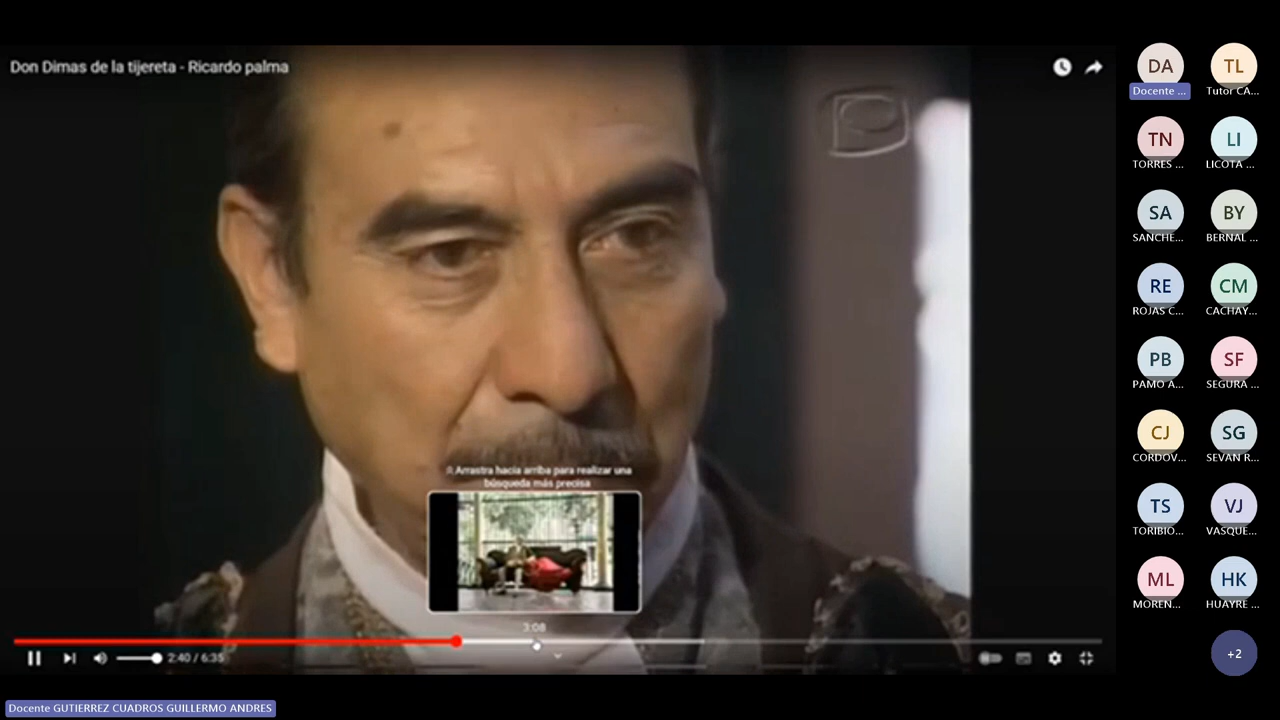 Don Dimas de la tijereta - Ricardo palma
Arrastra hacia arriba para realizar una
búsqueda más precisa
3:08
2:40 / 6:35
DA
Docente ...
TL
Tutor CA...
TN
TORRES ...
LI
LICOTA ...
SA
SANCHE...
BY
BERNAL ...
RE
ROJAS C...
CM
CACHAY...
PB
PAMO A...
SF
SEGURA ...
CJ
CORDOV...
SG
SEVAN R...
TS
TORIBIO...
VJ
VASQUE...
ML
MOREN...
HK
HUAYRE ...
+2
Docente GUTIERREZ CUADROS GUILLERMO ANDRES